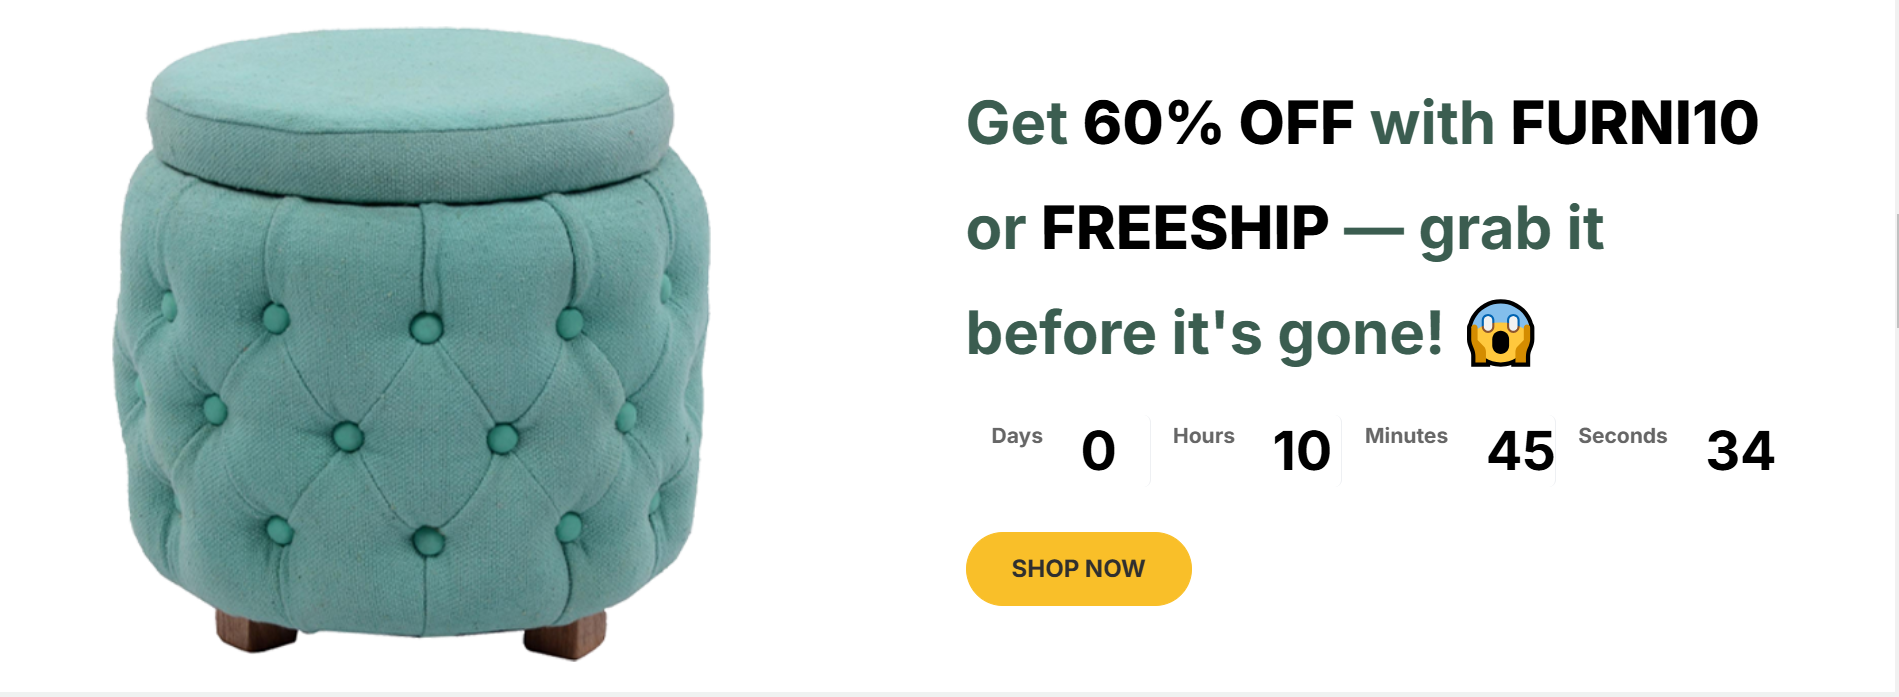 Get 60% OFF with FURNI10
or FREESHIP — grab it
before it's gone! 😱
Days 0 Hours 10 Minutes 45 Seconds 34
SHOP NOW